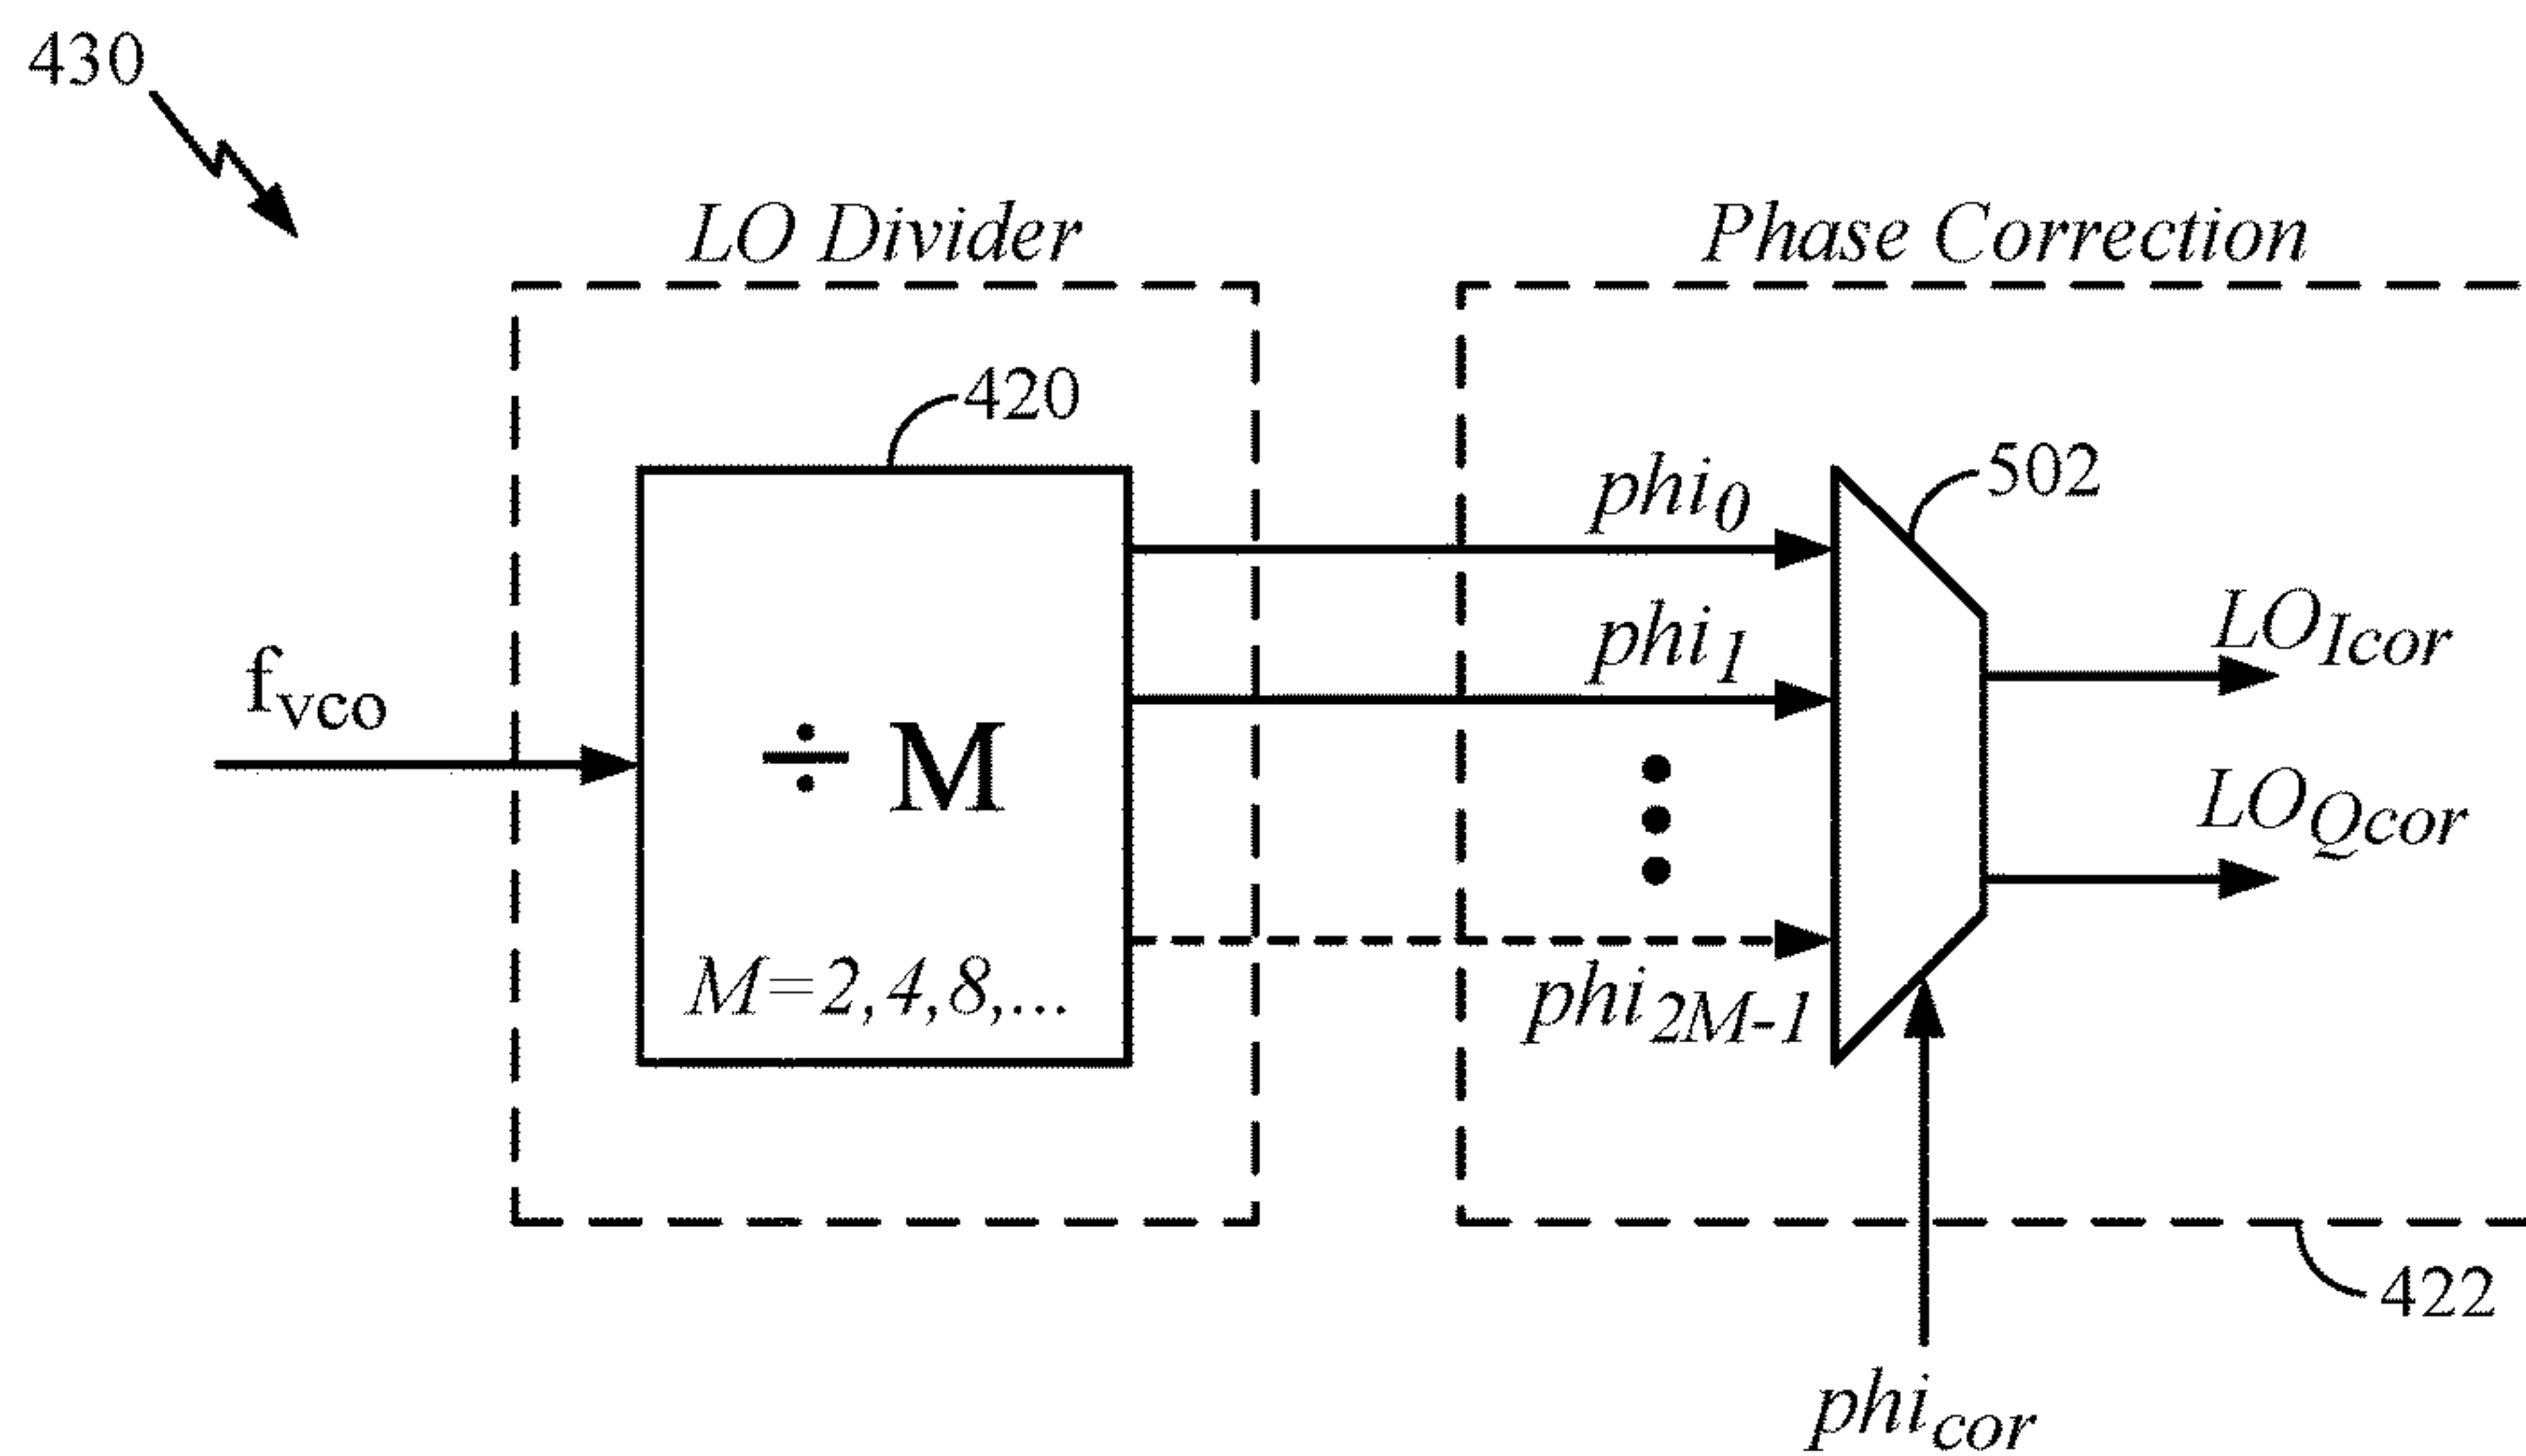 430
LO Divider
Phase Correction
420
502
phi0
phi1
fvco
÷ M
LOIcor
LOQcor
M=2,4,8,...
phi2M-1
422
phicor